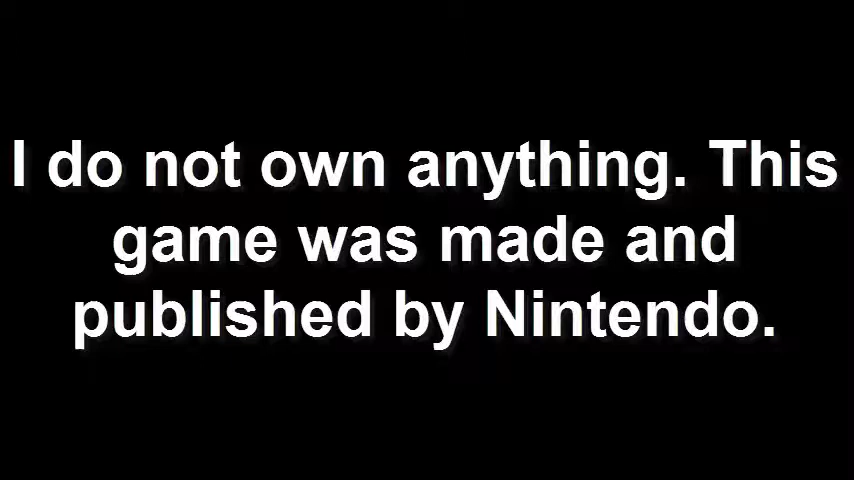 I do not own anything. This
game was made and
published by Nintendo.